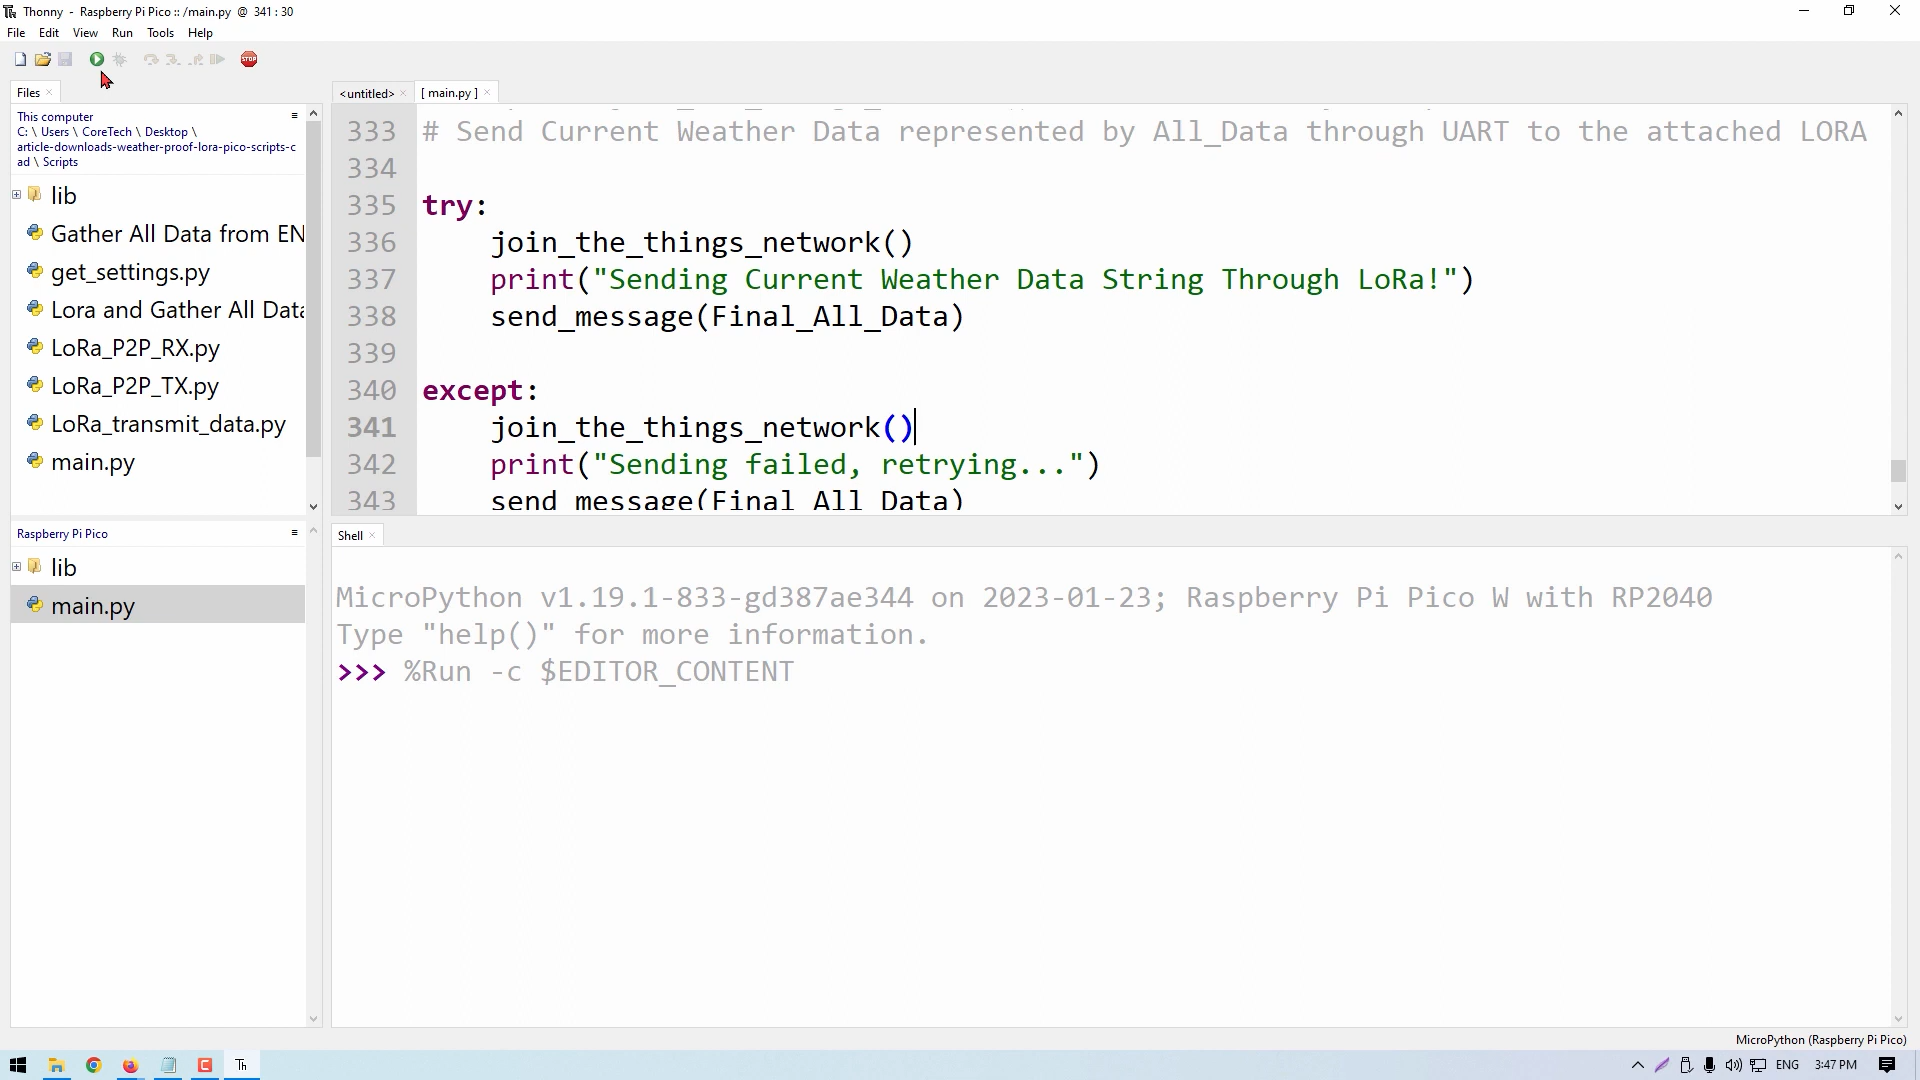 Thonny - Raspberry Pi Pico :: /main.py @ 341 : 30
File Edit View Run Tools Help
STOP
Files
This computer
C: \ Users \ CoreTech \ Desktop \
article-downloads-weather-proof-lora-pico-scripts-c
ad \ Scripts
lib
Gather All Data from EN
get_settings.py
Lora and Gather All Data
LoRa_P2P_RX.py
LoRa_P2P_TX.py
LoRa_transmit_data.py
main.py
Raspberry Pi Pico
lib
main.py
<untitled> [ main.py ]
333 # Send Current Weather Data represented by All_Data through UART to the attached LORA
334
335 try:
336 join_the_things_network()
337 print("Sending Current Weather Data String Through LoRa!")
338 send_message(Final_All_Data)
339
340 except:
341 join_the_things_network()
342 print("Sending failed, retrying...")
343 send_message(Final_All_Data)
Shell
MicroPython v1.19.1-833-gd387ae344 on 2023-01-23; Raspberry Pi Pico W with RP2040
Type "help()" for more information.
>>> %Run -c $EDITOR_CONTENT
MicroPython (Raspberry Pi Pico)
Th
ENG 3:47 PM